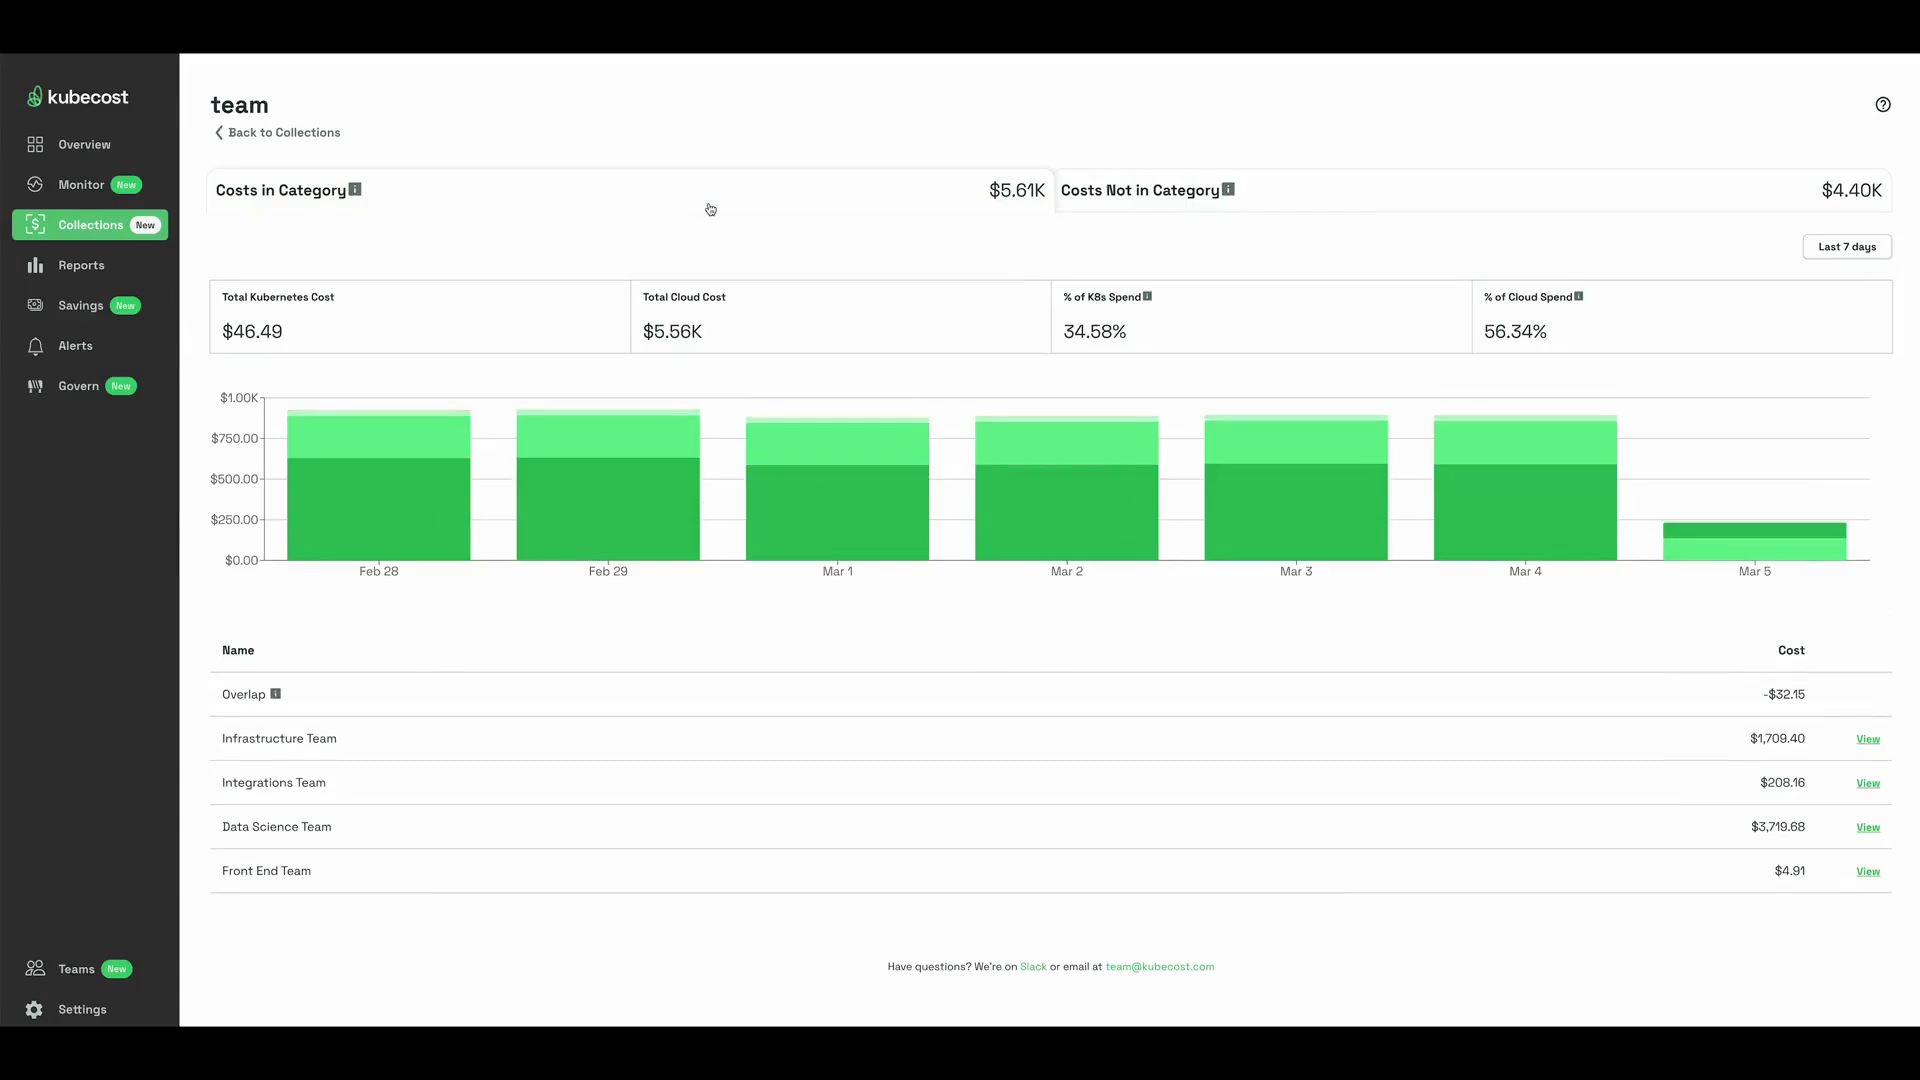 kubecost
Overview
Monitor New
Collections New
Reports
Savings New
Alerts
Govern New
Teams New
Settings
team
Back to Collections
Costs in Category $5.61K
Costs Not in Category $4.40K
Last 7 days
Total Kubernetes Cost
$46.49
Total Cloud Cost
$5.56K
% of K8s Spend
34.58%
% of Cloud Spend
56.34%
$1.00K
$750.00
$500.00
$250.00
$0.00
Feb 28 Feb 29 Mar 1 Mar 2 Mar 3 Mar 4 Mar 5
Name Cost
Overlap -$32.15
Infrastructure Team $1,709.40 View
Integrations Team $208.16 View
Data Science Team $3,719.68 View
Front End Team $4.91 View
Have questions? We're on Slack or email at team@kubecost.com